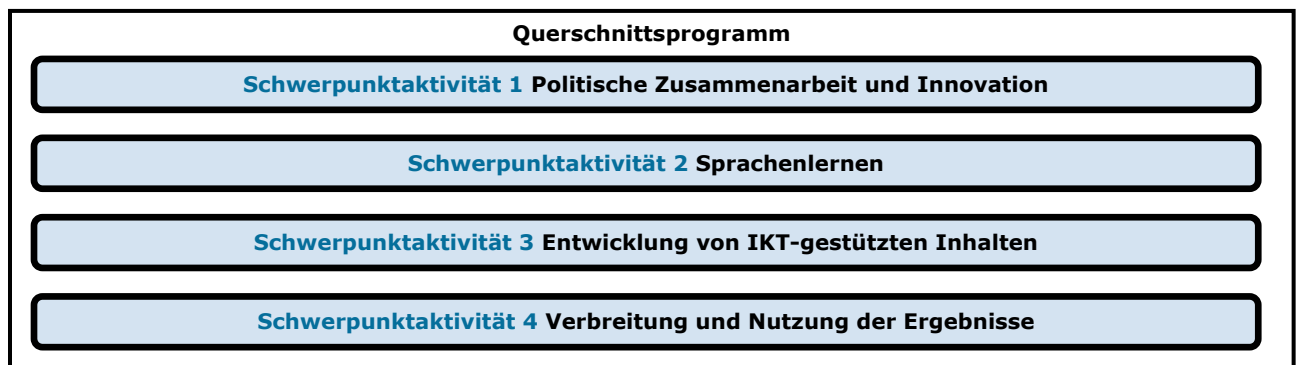 Querschnittsprogramm
Schwerpunktaktivität 1 Politische Zusammenarbeit und Innovation
Schwerpunktaktivität 2 Sprachenlernen
Schwerpunktaktivität 3 Entwicklung von IKT-gestützten Inhalten
Schwerpunktaktivität 4 Verbreitung und Nutzung der Ergebnisse